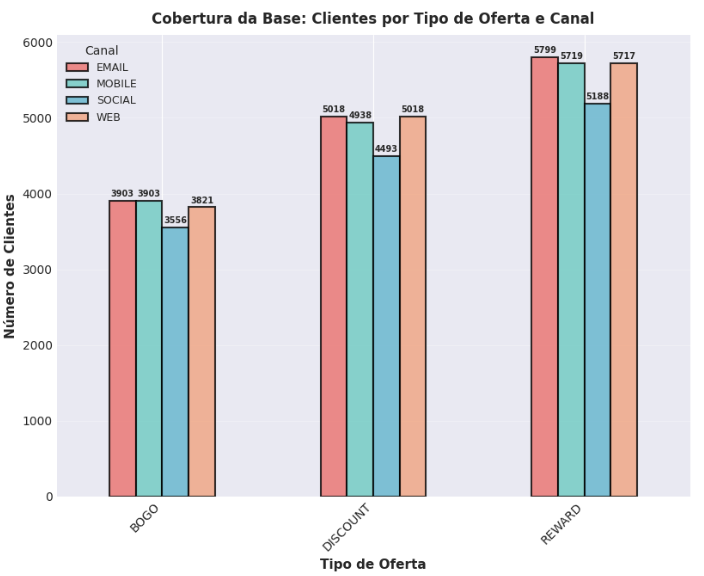 Cobertura da Base: Clientes por Tipo de Oferta e Canal
Canal
EMAIL
MOBILE
SOCIAL
WEB
Número de Clientes
6000
5000
4000
3000
2000
1000
0
3903 3903 3556 3821
5018 4938 4493 5018
5799 5719 5188 5717
BOGO
DISCOUNT
REWARD
Tipo de Oferta